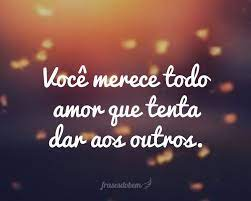 Você merece todo
amor que tenta
dar aos outros.
frasesdobem